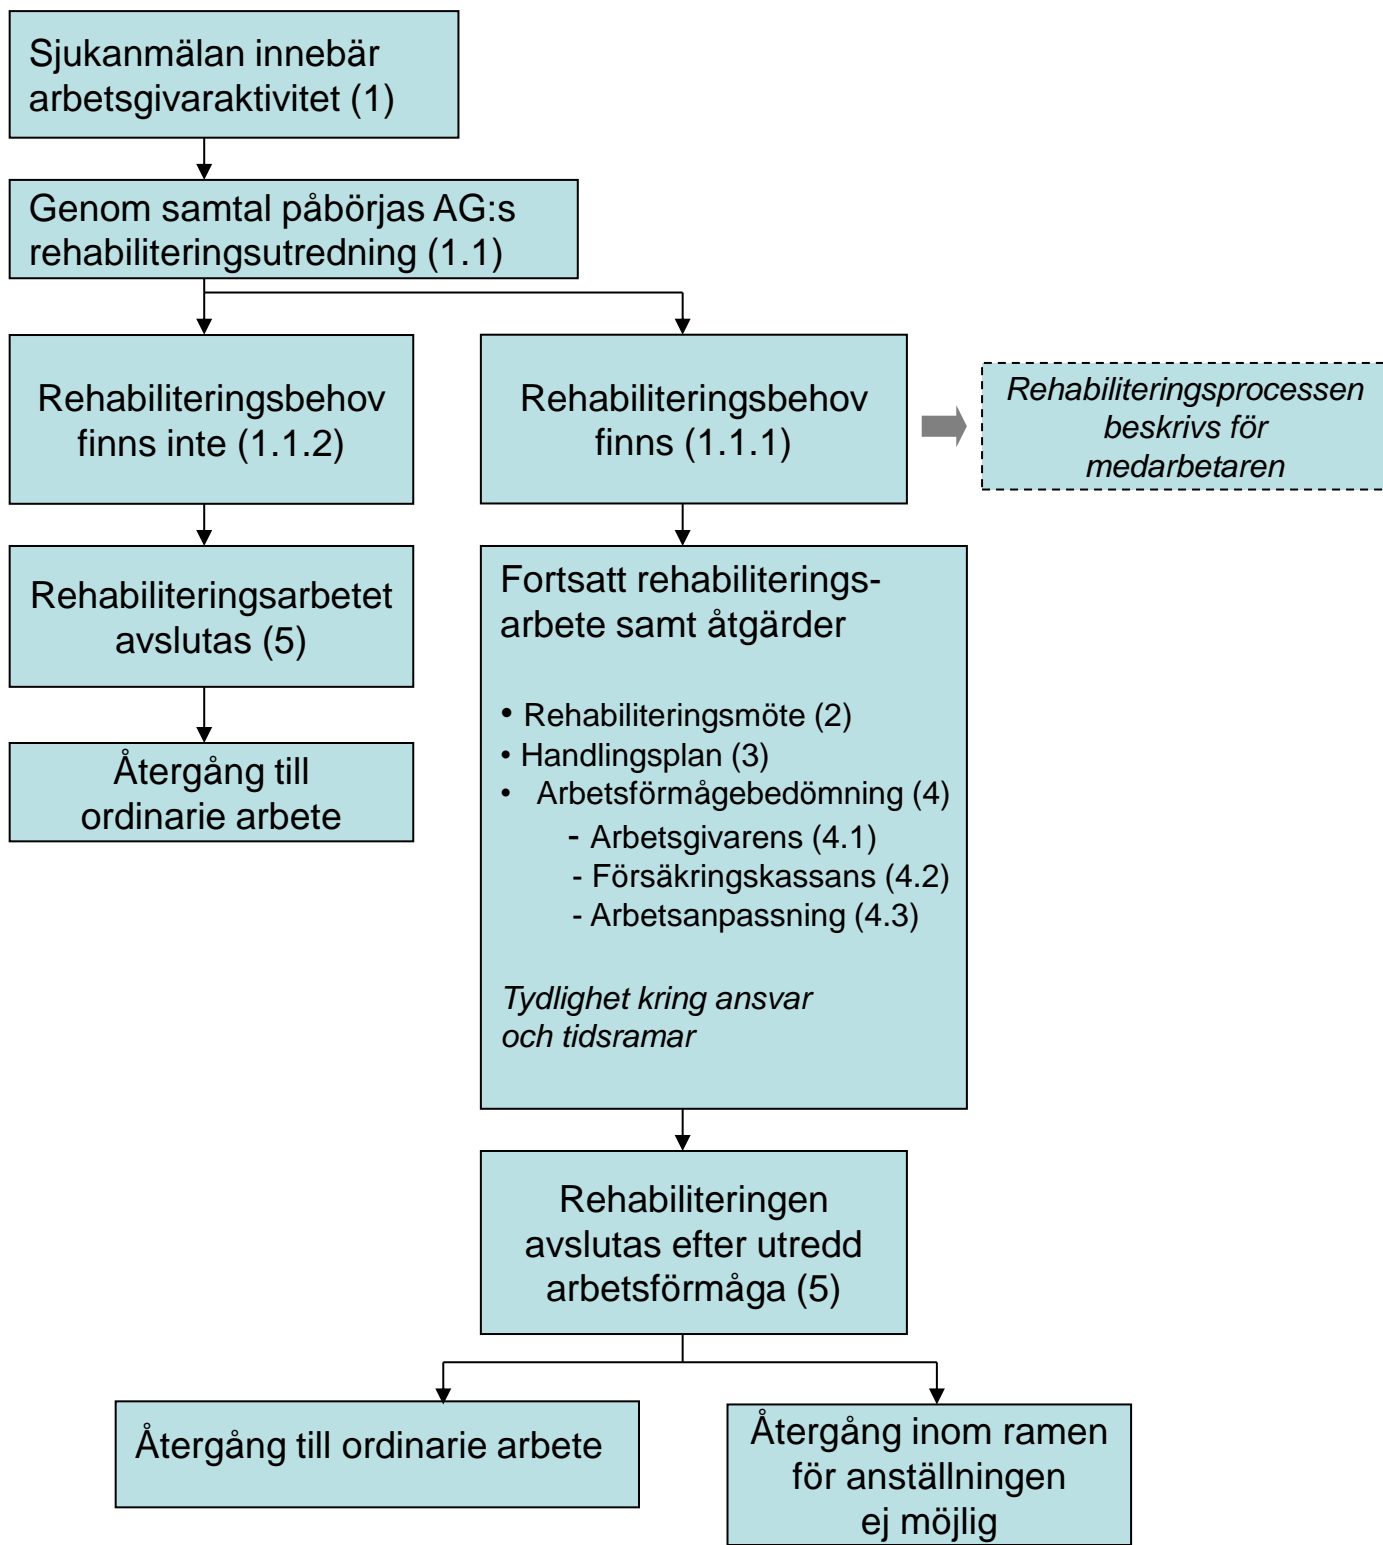 Sjukanmälan innebär
arbetsgivaraktivitet (1)
Genom samtal påbörjas AG:s
rehabiliteringsutredning (1.1)
Rehabiliteringsbehov
finns inte (1.1.2)
Rehabiliteringsbehov
finns (1.1.1)
Rehabiliteringsprocessen
beskrivs för
medarbetaren
Rehabiliteringsarbetet
avslutas (5)
Återgång till
ordinarie arbete
Fortsatt rehabiliterings-
arbete samt åtgärder
• Rehabiliteringsmöte (2)
• Handlingsplan (3)
• Arbetsförmågebedömning (4)
- Arbetsgivarens (4.1)
- Försäkringskassans (4.2)
- Arbetsanpassning (4.3)
Tydlighet kring ansvar
och tidsramar
Rehabiliteringen
avslutas efter utredd
arbetsförmåga (5)
Återgång till ordinarie arbete
Återgång inom ramen
för anställningen
ej möjlig